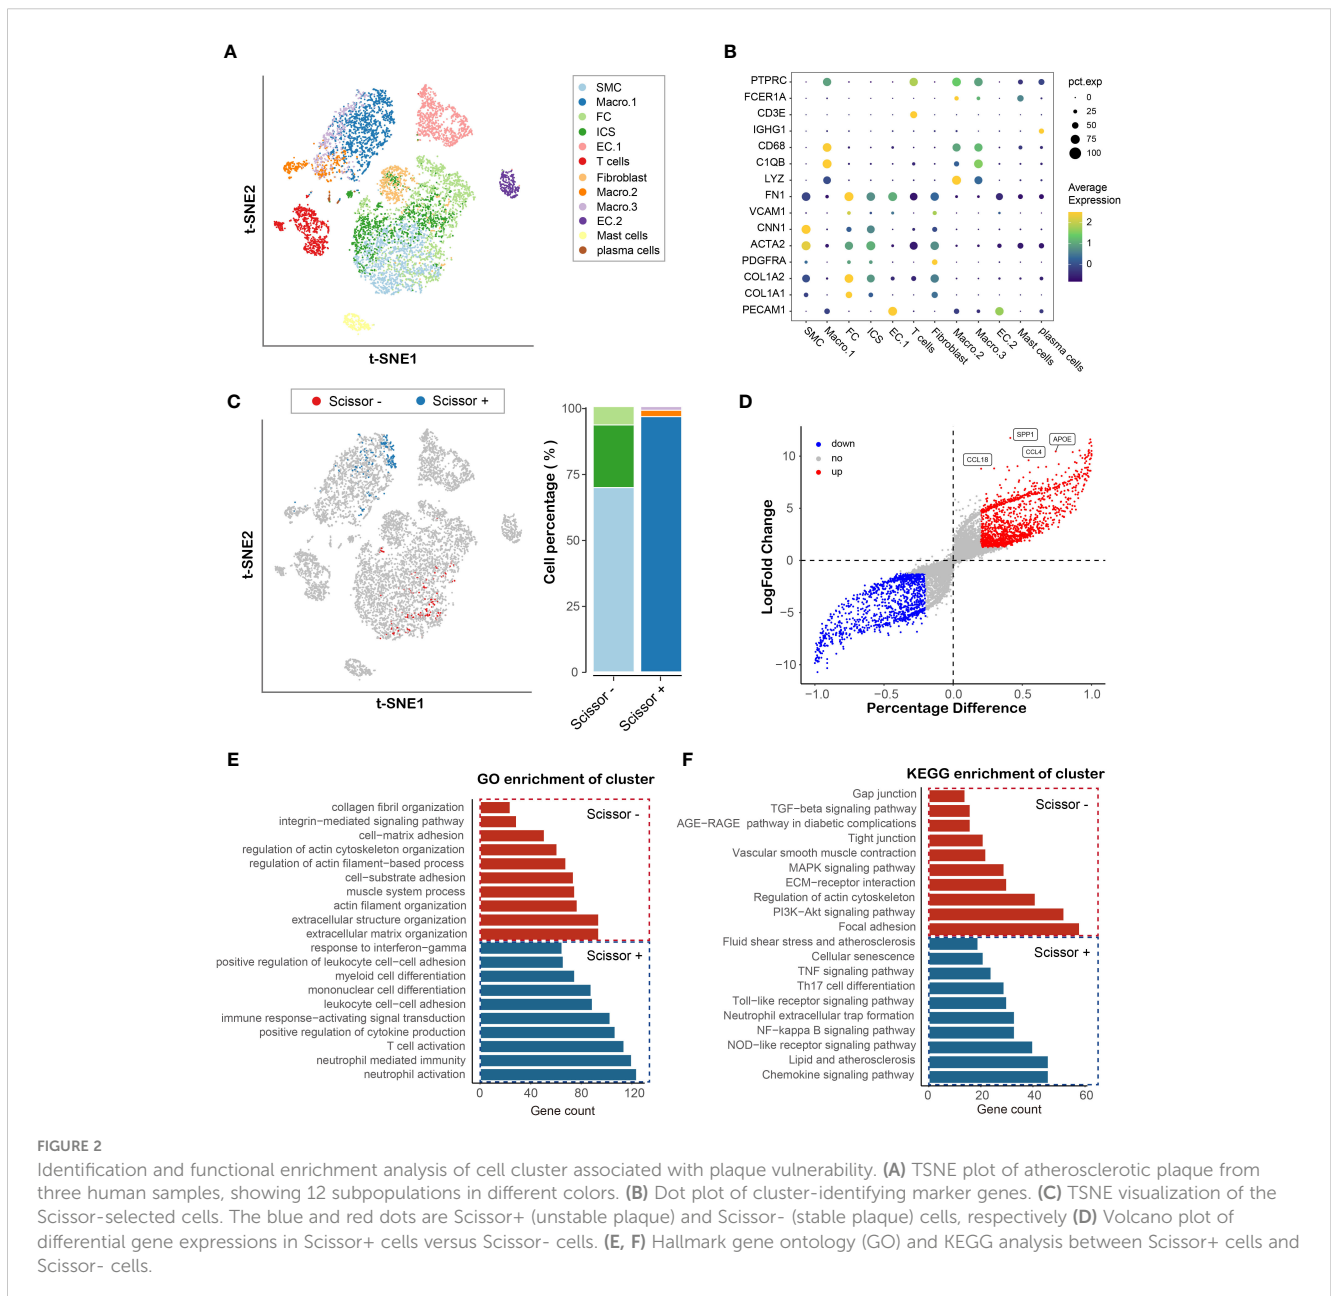 A
t-SNE2
t-SNE1
SMC
Macro.1
FC
ICS
EC.1
T cells
Fibroblast
Macro.2
Macro.3
EC.2
Mast cells
plasma cells
B
PTPRC
FCER1A
CD3E
IGHG1
CD68
C1QB
LYZ
FN1
VCAM1
CNN1
ACTA2
PDGFRA
COL1A2
COL1A1
PECAM1
SMC
Macro.1
FC
ICS
EC.1
T cells
Fibroblast
Macro.2
Macro.3
EC.2
Mast cells
plasma cells
pct.exp
0
25
50
75
100
Average
Expression
2
1
0
C
Scissor -
Scissor +
t-SNE2
t-SNE1
Cell percentage ( % )
100
75
50
25
0
Scissor -
Scissor +
D
down
no
up
SPP1
APOE
CCL4
CCL18
LogFold Change
10
5
0
−5
−10
−1.0
−0.5
0.0
0.5
1.0
Percentage Difference
E
GO enrichment of cluster
Scissor -
collagen fibril organization
integrin−mediated signaling pathway
cell−matrix adhesion
regulation of actin cytoskeleton organization
regulation of actin filament−based process
cell−substrate adhesion
muscle system process
actin filament organization
extracellular structure organization
extracellular matrix organization
Scissor +
response to interferon−gamma
positive regulation of leukocyte cell−cell adhesion
myeloid cell differentiation
mononuclear cell differentiation
leukocyte cell−cell adhesion
immune response−activating signal transduction
positive regulation of cytokine production
T cell activation
neutrophil mediated immunity
neutrophil activation
0
40
80
120
Gene count
F
KEGG enrichment of cluster
Scissor -
Gap junction
TGF−beta signaling pathway
AGE−RAGE pathway in diabetic complications
Tight junction
Vascular smooth muscle contraction
MAPK signaling pathway
ECM−receptor interaction
Regulation of actin cytoskeleton
PI3K−Akt signaling pathway
Focal adhesion
Scissor +
Fluid shear stress and atherosclerosis
Cellular senescence
TNF signaling pathway
Th17 cell differentiation
Toll−like receptor signaling pathway
Neutrophil extracellular trap formation
NF−kappa B signaling pathway
NOD−like receptor signaling pathway
Lipid and atherosclerosis
Chemokine signaling pathway
0
20
40
60
Gene count
FIGURE 2
Identification and functional enrichment analysis of cell cluster associated with plaque vulnerability. (A) TSNE plot of atherosclerotic plaque from
three human samples, showing 12 subpopulations in different colors. (B) Dot plot of cluster-identifying marker genes. (C) TSNE visualization of the
Scissor-selected cells. The blue and red dots are Scissor+ (unstable plaque) and Scissor- (stable plaque) cells, respectively (D) Volcano plot of
differential gene expressions in Scissor+ cells versus Scissor- cells. (E, F) Hallmark gene ontology (GO) and KEGG analysis between Scissor+ cells and
Scissor- cells.